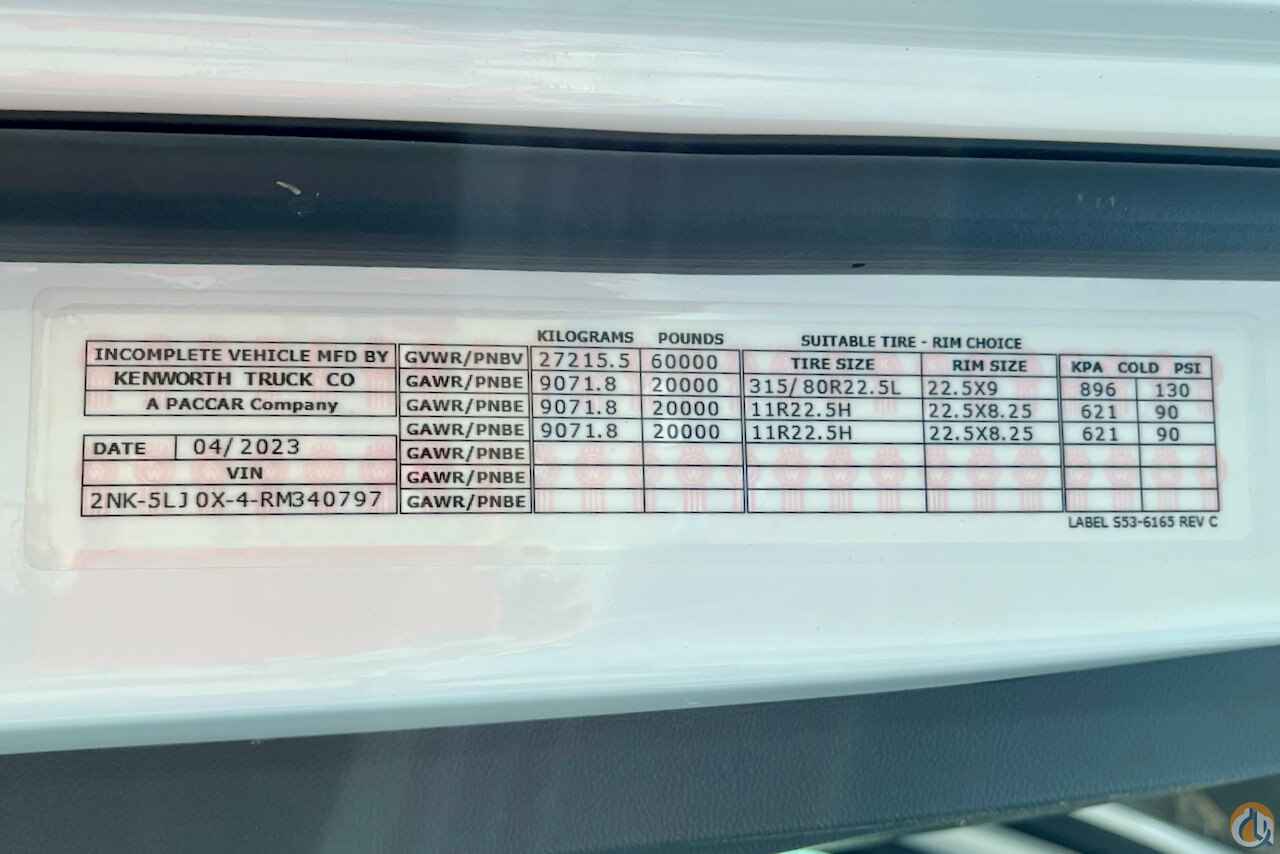 KILOGRAMS POUNDS SUITABLE TIRE - RIM CHOICE
INCOMPLETE VEHICLE MFD BY GVWR/PNBV 27215.5 60000 TIRE SIZE RIM SIZE KPA COLD PSI
KENWORTH TRUCK CO GAWR/PNBE 9071.8 20000 315/80R22.5L 22.5X9 896 130
A PACCAR Company GAWR/PNBE 9071.8 20000 11R22.5H 22.5X8.25 621 90
GAWR/PNBE 9071.8 20000 11R22.5H 22.5X8.25 621 90
DATE 04/2023 GAWR/PNBE
VIN GAWR/PNBE
2NK-5LJ0X-4-RM340797 GAWR/PNBE
LABEL S53-6165 REV C